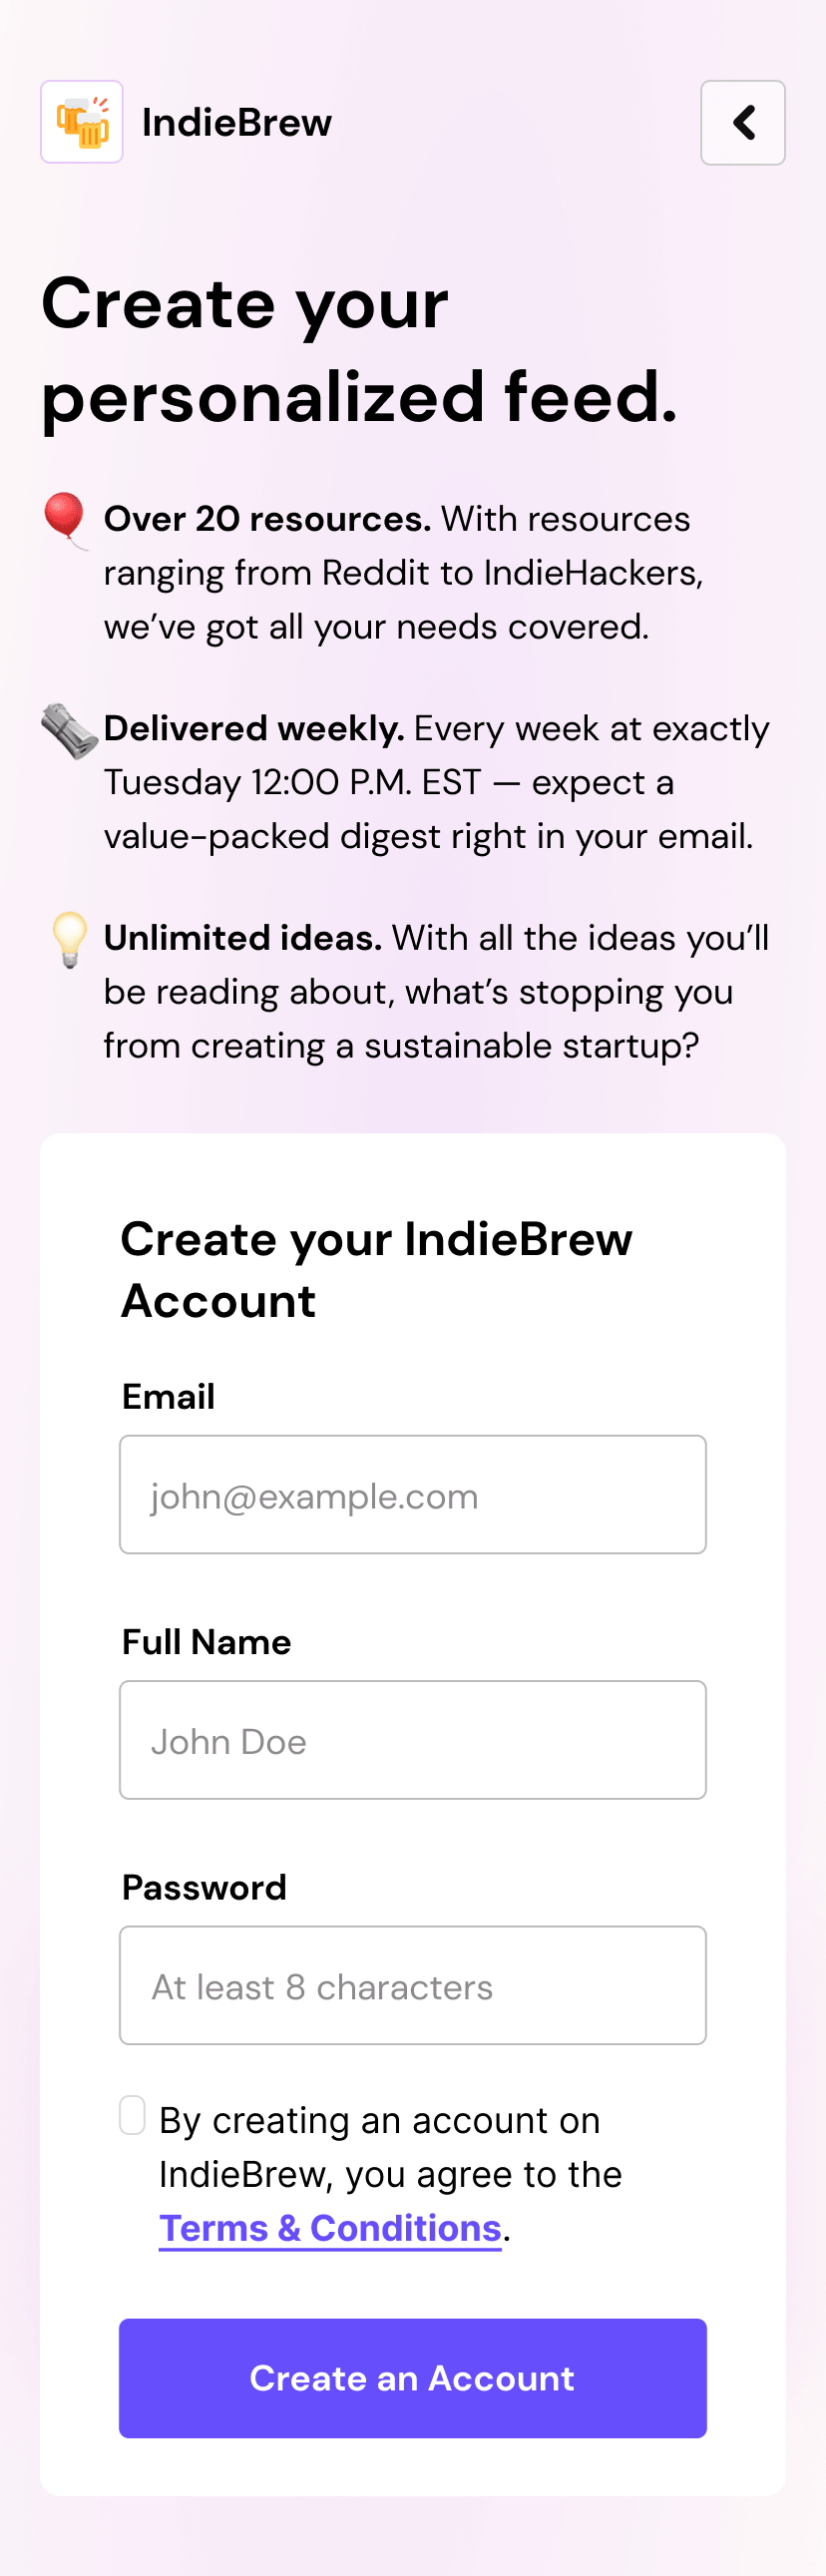 IndieBrew
Create your
personalized feed.
Over 20 resources. With resources
ranging from Reddit to IndieHackers,
we’ve got all your needs covered.
Delivered weekly. Every week at exactly
Tuesday 12:00 P.M. EST — expect a
value-packed digest right in your email.
Unlimited ideas. With all the ideas you’ll
be reading about, what’s stopping you
from creating a sustainable startup?
Create your IndieBrew
Account
Email
john@example.com
Full Name
John Doe
Password
At least 8 characters
By creating an account on
IndieBrew, you agree to the
Terms & Conditions.
Create an Account